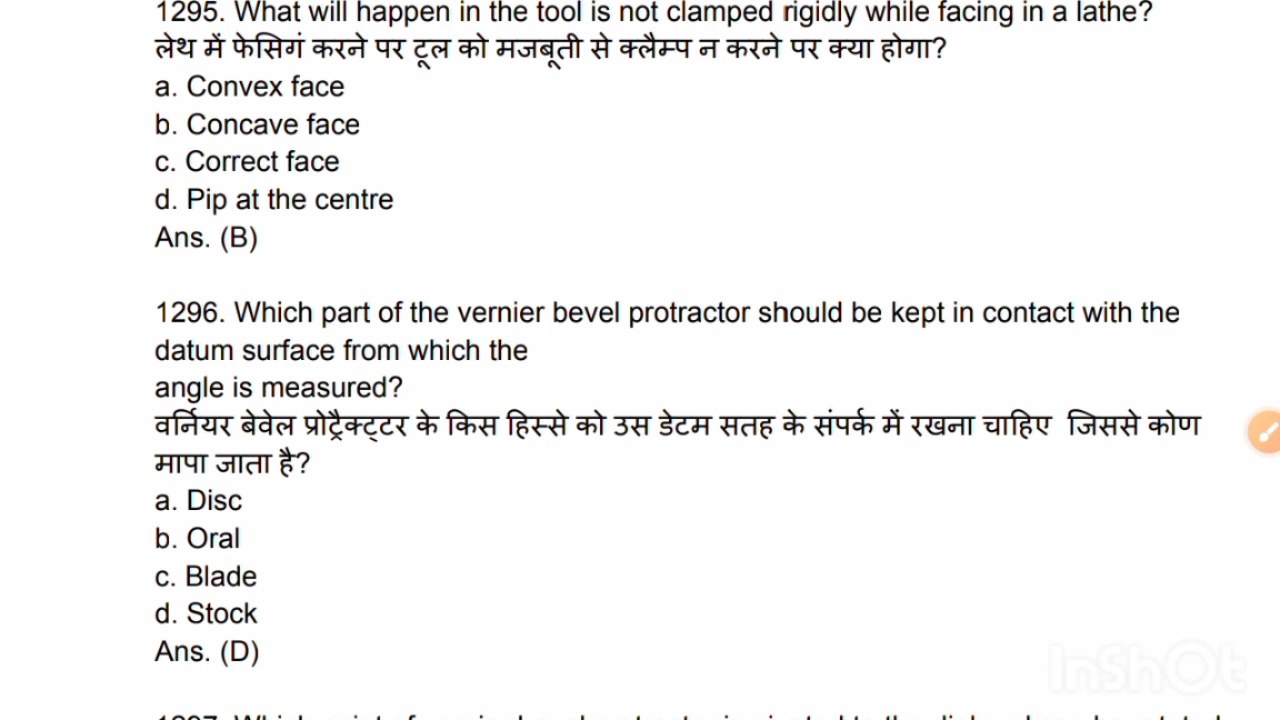 1295. What will happen in the tool is not clamped rigidly while facing in a lathe?
लेथ में फेसिगं करने पर टूल को मजबूती से क्लैम्प न करने पर क्या होगा?
a. Convex face
b. Concave face
c. Correct face
d. Pip at the centre
Ans. (B)
1296. Which part of the vernier bevel protractor should be kept in contact with the
datum surface from which the
angle is measured?
वर्नियर बेवेल प्रोट्रैक्ट्टर के किस हिस्से को उस डेटम सतह के संपर्क में रखना चाहिए जिससे कोण
मापा जाता है?
a. Disc
b. Oral
c. Blade
d. Stock
Ans. (D)
InShOt